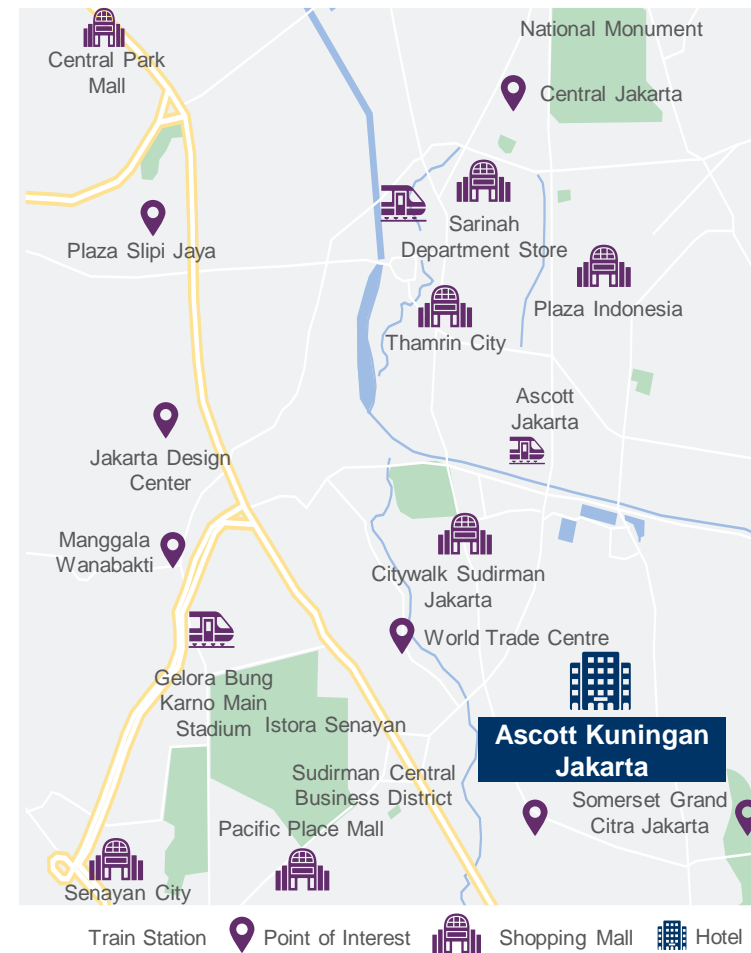 National Monument
Central Park
Mall
Central Jakarta
Sarinah
Department Store
Plaza Slipi Jaya
Plaza Indonesia
Thamrin City
Ascott
Jakarta
Jakarta Design
Center
Manggala
Wanabakti
Citywalk Sudirman
Jakarta
World Trade Centre
Gelora Bung
Karno Main
Stadium
Istora Senayan
Ascott Kuningan
Jakarta
Sudirman Central
Business District
Somerset Grand
Citra Jakarta
Pacific Place Mall
Senayan City
Train Station
Point of Interest
Shopping Mall
Hotel